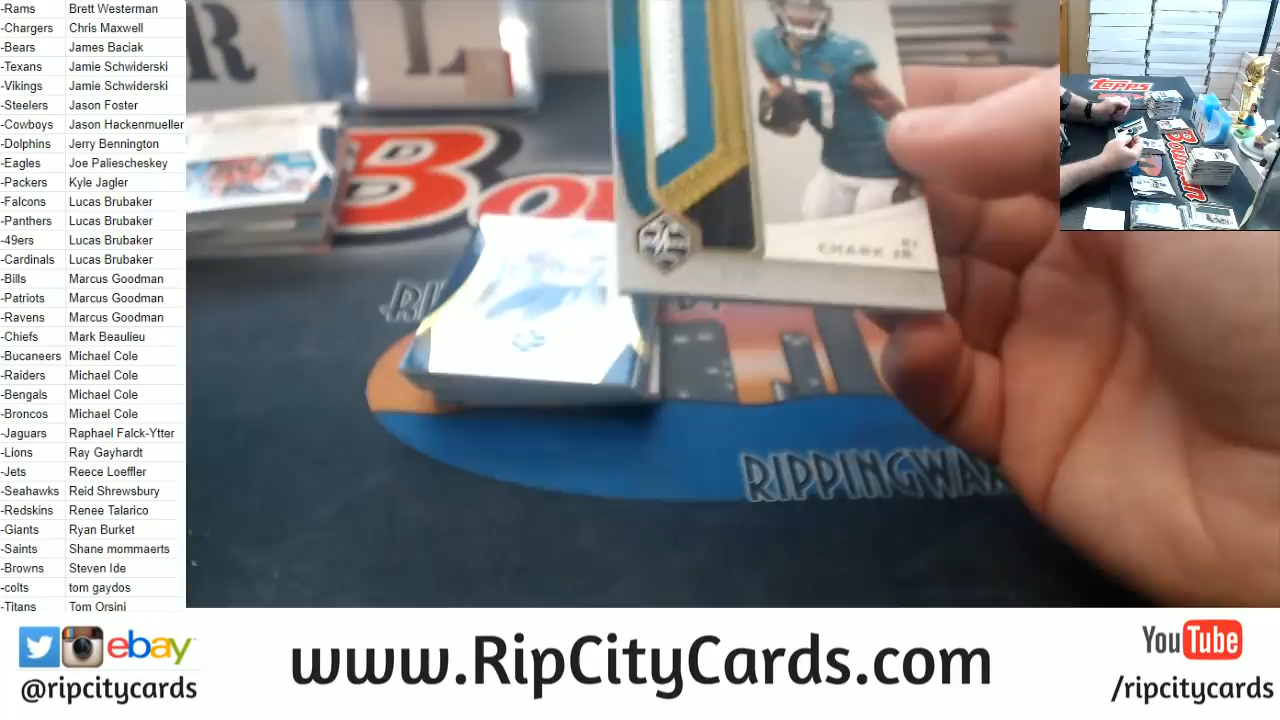 -Rams Brett Westerman
-Chargers Chris Maxwell
-Bears James Baciak
-Texans Jamie Schwiderski
-Vikings Jamie Schwiderski
-Steelers Jason Foster
-Cowboys Jason Hackenmueller
-Dolphins Jerry Bennington
-Eagles Joe Paliescheskey
-Packers Kyle Jagler
-Falcons Lucas Brubaker
-Panthers Lucas Brubaker
-49ers Lucas Brubaker
-Cardinals Lucas Brubaker
-Bills Marcus Goodman
-Patriots Marcus Goodman
-Ravens Marcus Goodman
-Chiefs Mark Beaulieu
-Bucaneers Michael Cole
-Raiders Michael Cole
-Bengals Michael Cole
-Broncos Michael Cole
-Jaguars Raphael Falck-Ytter
-Lions Ray Gayhardt
-Jets Reece Loeffler
-Seahawks Reid Shrewsbury
-Redskins Renee Talarico
-Giants Ryan Burket
-Saints Shane mommaerts
-Browns Steven Ide
-colts tom gaydos
-Titans Tom Orsini
R L
17
CHARK JR.
RIPPINGWAX
Topps
BOWMAN
ebay
@ripcitycards
www.RipCityCards.com
YouTube
/ripcitycards